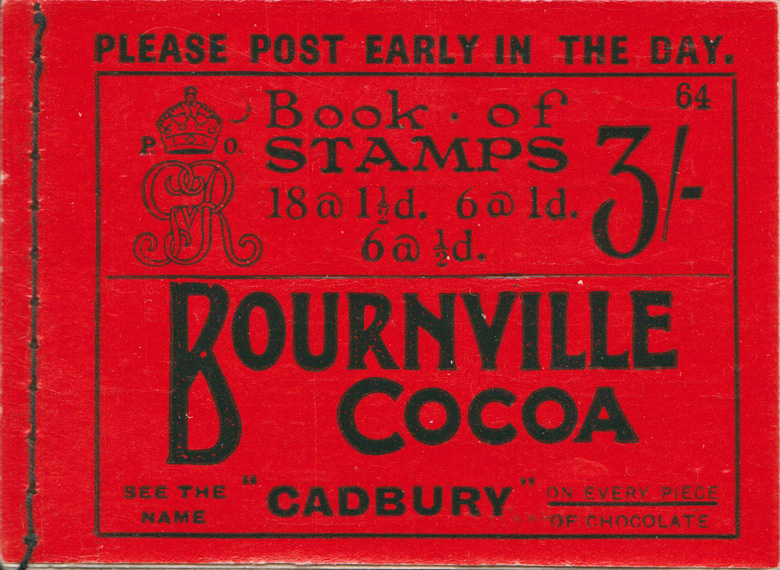 PLEASE POST EARLY IN THE DAY.
64
P. O.
GvR
Book · of
STAMPS
3/-
18 @ 1½d. 6 @ 1d.
6 @ ½d.
BOURNVILLE
COCOA
SEE THE NAME "CADBURY" ON EVERY PIECE OF CHOCOLATE